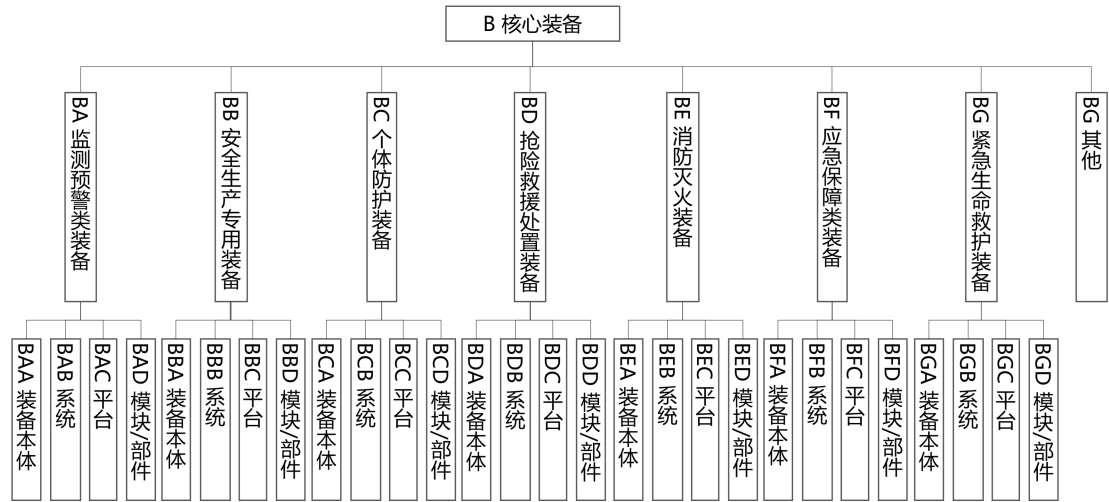 B 核心装备
BA 监测预警类装备
BB 安全生产专用装备
BC 个体防护装备
BD 抢险救援处置装备
BE 消防灭火装备
BF 应急保障类装备
BG 紧急生命救护装备
BG 其他
BAA 装备本体
BAB 系统
BAC 平台
BAD 模块/部件
BBA 装备本体
BBB 系统
BBC 平台
BBD 模块/部件
BCA 装备本体
BCB 系统
BCC 平台
BCD 模块/部件
BDA 装备本体
BDB 系统
BDC 平台
BDD 模块/部件
BEA 装备本体
BEB 系统
BEC 平台
BED 模块/部件
BFA 装备本体
BFB 系统
BFC 平台
BFD 模块/部件
BGA 装备本体
BGB 系统
BGC 平台
BGD 模块/部件